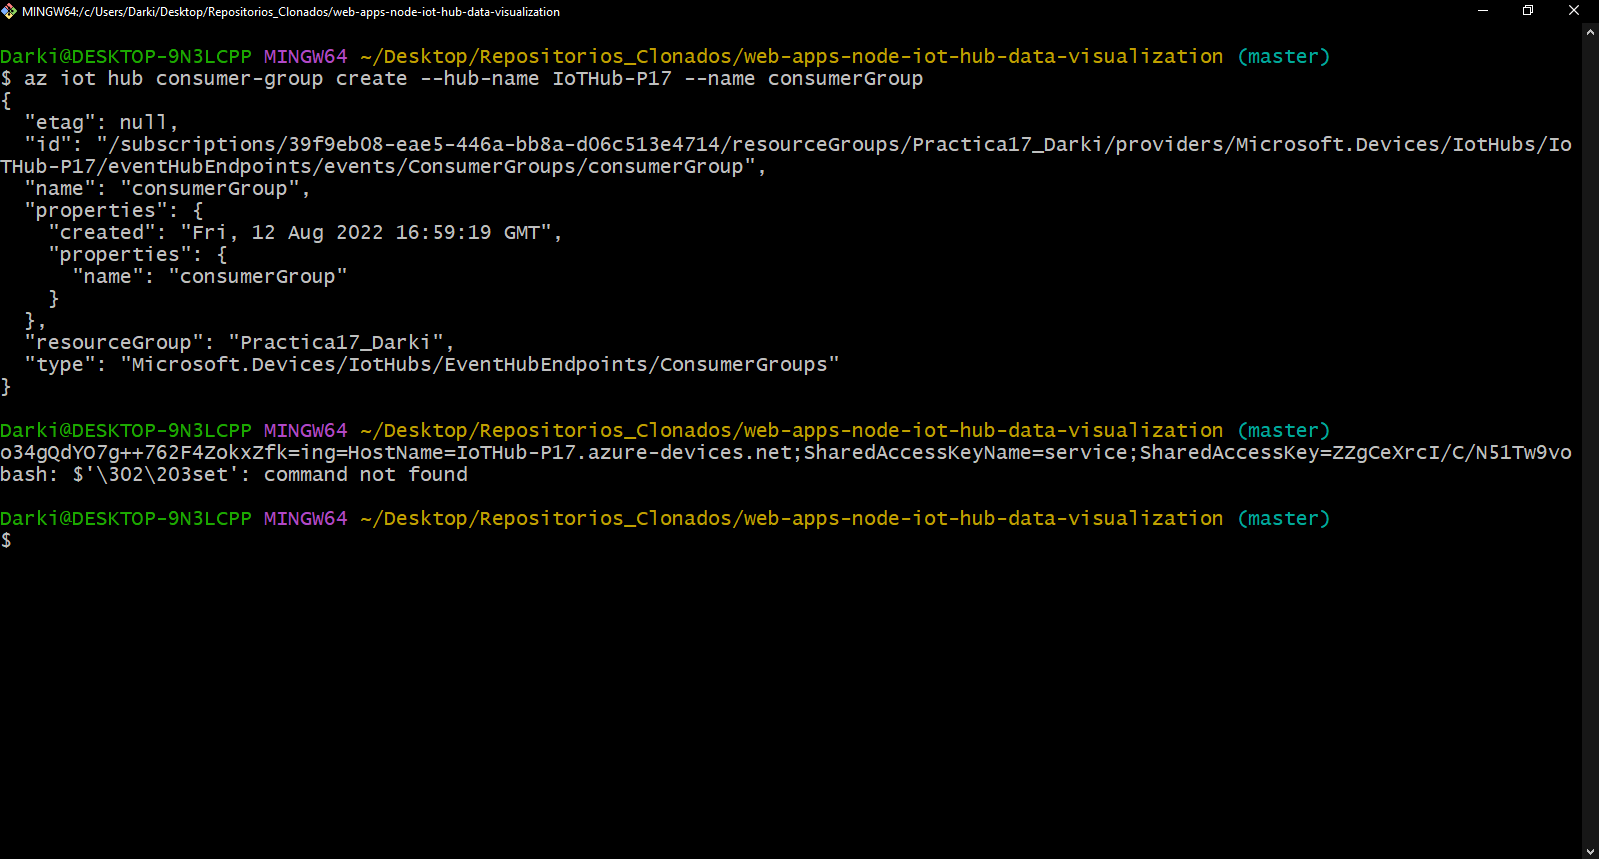 MINGW64:/c/Users/Darki/Desktop/Repositorios_Clonados/web-apps-node-iot-hub-data-visualization
Darki@DESKTOP-9N3LCPP MINGW64 ~/Desktop/Repositorios_Clonados/web-apps-node-iot-hub-data-visualization (master)
$ az iot hub consumer-group create --hub-name IoTHub-P17 --name consumerGroup
{
  "etag": null,
  "id": "/subscriptions/39f9eb08-eae5-446a-bb8a-d06c513e4714/resourceGroups/Practica17_Darki/providers/Microsoft.Devices/IotHubs/Io
THub-P17/eventHubEndpoints/events/ConsumerGroups/consumerGroup",
  "name": "consumerGroup",
  "properties": {
    "created": "Fri, 12 Aug 2022 16:59:19 GMT",
    "properties": {
      "name": "consumerGroup"
    }
  },
  "resourceGroup": "Practica17_Darki",
  "type": "Microsoft.Devices/IotHubs/EventHubEndpoints/ConsumerGroups"
}
Darki@DESKTOP-9N3LCPP MINGW64 ~/Desktop/Repositorios_Clonados/web-apps-node-iot-hub-data-visualization (master)
o34gQdYO7g++762F4ZokxZfk=ing=HostName=IoTHub-P17.azure-devices.net;SharedAccessKeyName=service;SharedAccessKey=ZZgCeXrcI/C/N51Tw9vo
bash: $'\302\203set': command not found
Darki@DESKTOP-9N3LCPP MINGW64 ~/Desktop/Repositorios_Clonados/web-apps-node-iot-hub-data-visualization (master)
$